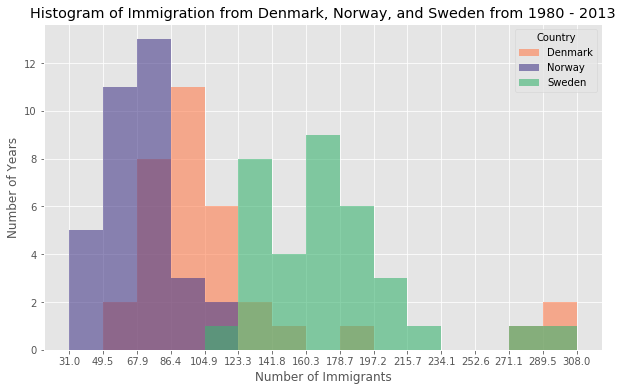 Histogram of Immigration from Denmark, Norway, and Sweden from 1980 - 2013
Country
Denmark
Norway
Sweden
Number of Years
12
10
8
6
4
2
0
31.0 49.5 67.9 86.4 104.9 123.3 141.8 160.3 178.7 197.2 215.7 234.1 252.6 271.1 289.5 308.0
Number of Immigrants